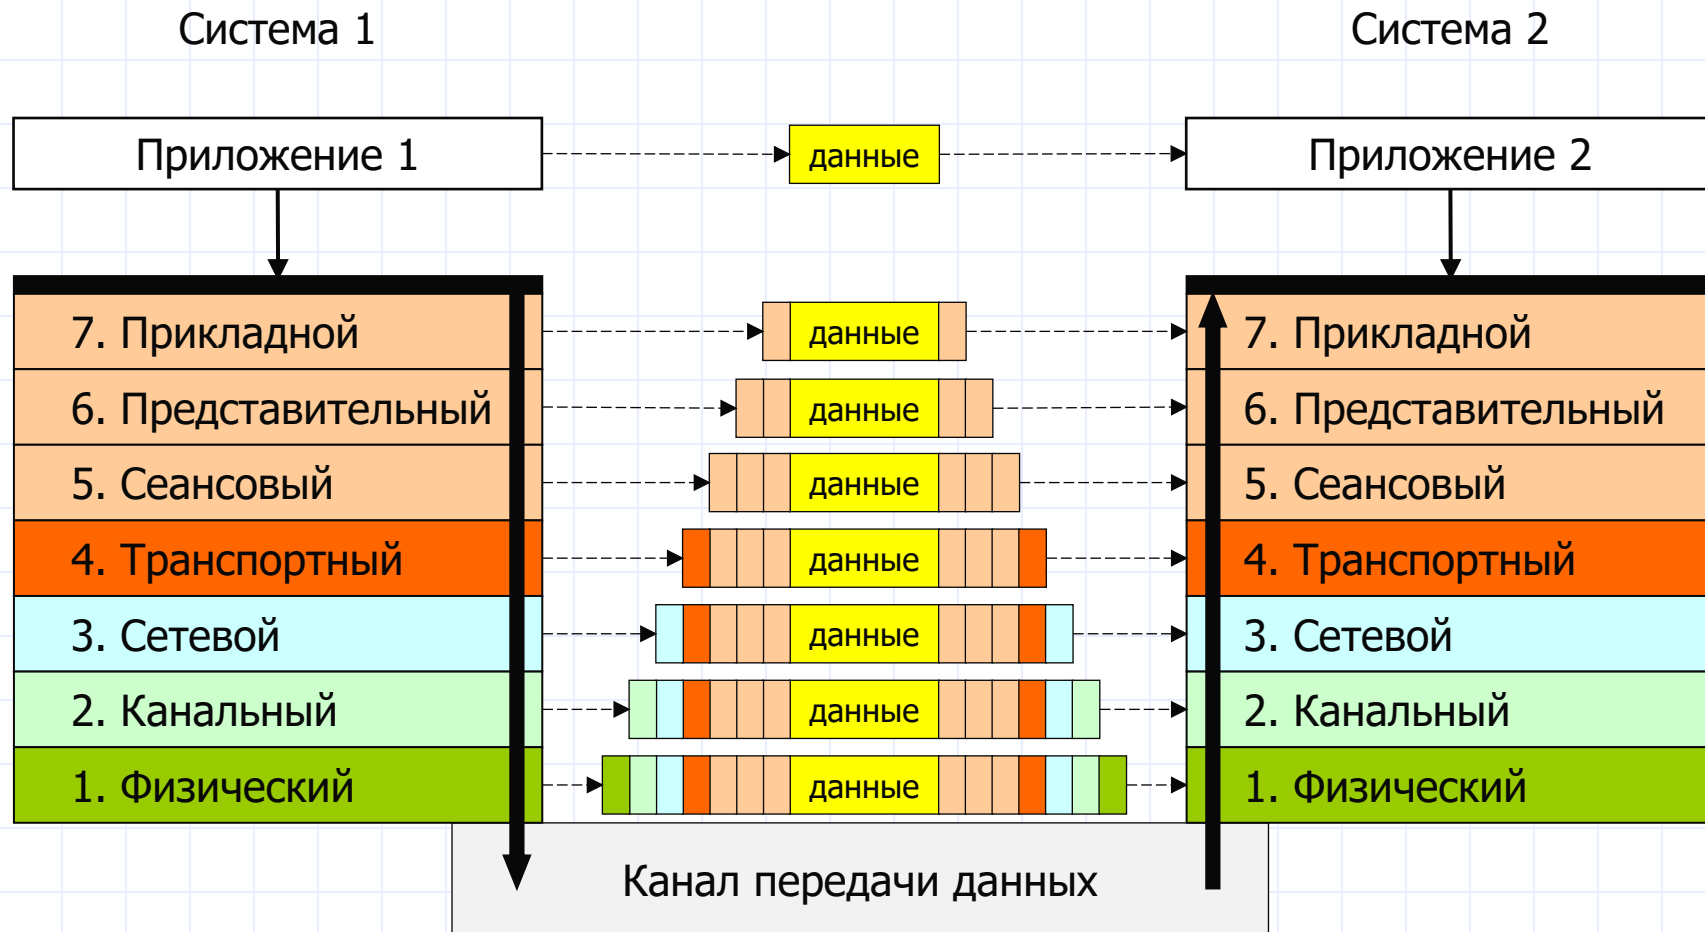 Система 1
Система 2
Приложение 1
данные
Приложение 2
7. Прикладной
данные
7. Прикладной
6. Представительный
данные
6. Представительный
5. Сеансовый
данные
5. Сеансовый
4. Транспортный
данные
4. Транспортный
3. Сетевой
данные
3. Сетевой
2. Канальный
данные
2. Канальный
1. Физический
данные
1. Физический
Канал передачи данных